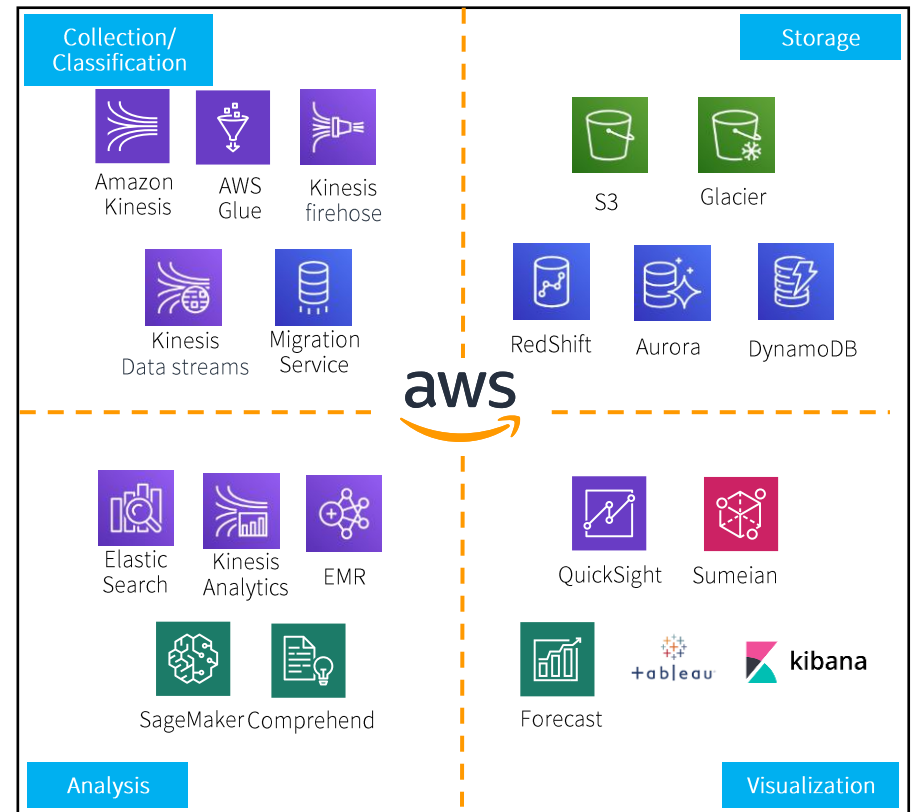 Collection/
Classification
Storage
Amazon
Kinesis
AWS
Glue
Kinesis
firehose
S3
Glacier
Kinesis
Data streams
Migration
Service
RedShift
Aurora
DynamoDB
aws
Elastic
Search
Kinesis
Analytics
EMR
QuickSight
Sumeian
SageMaker
Comprehend
Forecast
+ableau
kibana
Analysis
Visualization